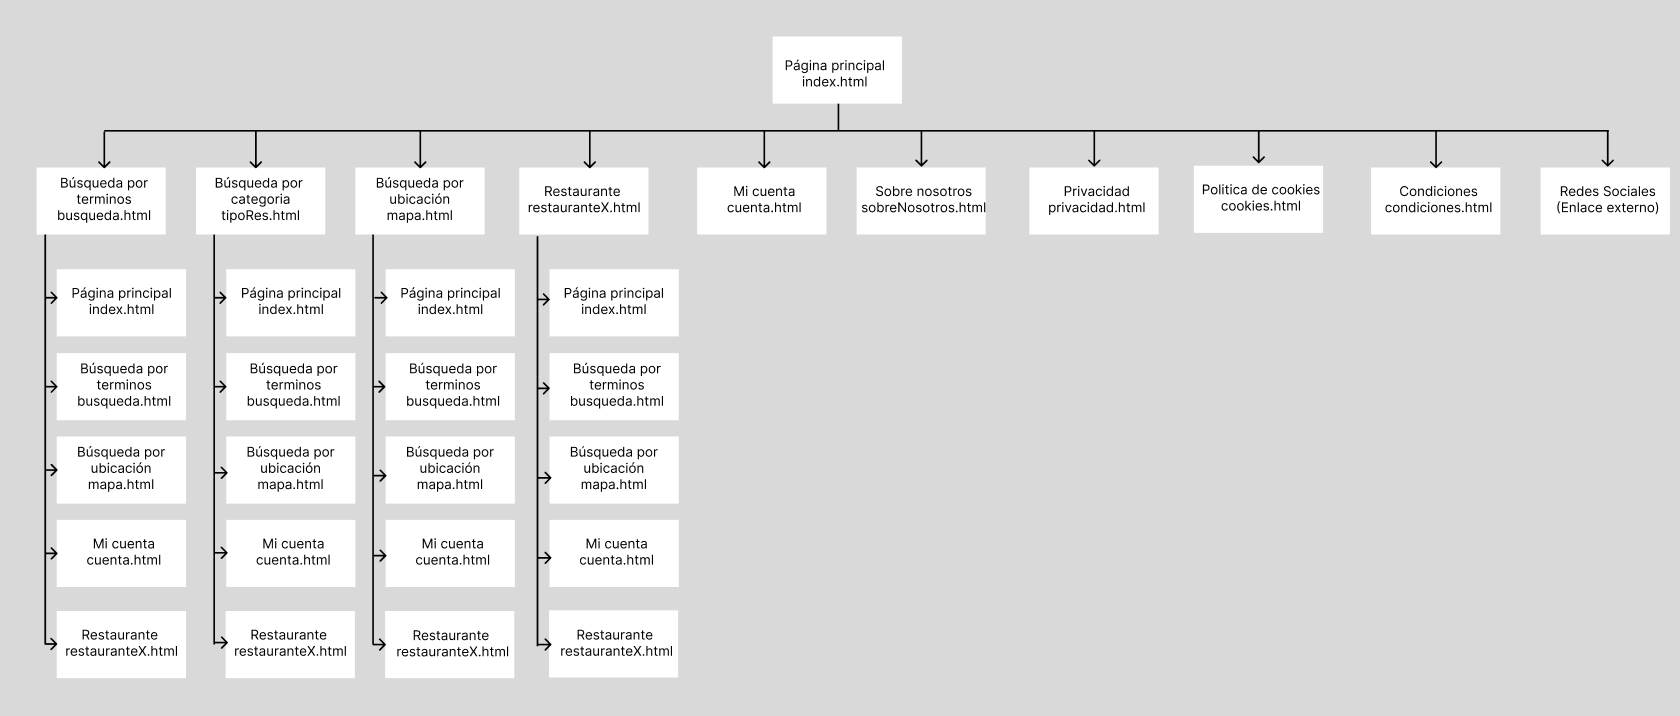 Página principal
index.html
Búsqueda por
terminos
busqueda.html
Búsqueda por
categoria
tipoRes.html
Búsqueda por
ubicación
mapa.html
Restaurante
restauranteX.html
Mi cuenta
cuenta.html
Sobre nosotros
sobreNosotros.html
Privacidad
privacidad.html
Politica de cookies
cookies.html
Condiciones
condiciones.html
Redes Sociales
(Enlace externo)
Página principal
index.html
Búsqueda por
terminos
busqueda.html
Búsqueda por
ubicación
mapa.html
Mi cuenta
cuenta.html
Restaurante
restauranteX.html
Página principal
index.html
Búsqueda por
terminos
busqueda.html
Búsqueda por
ubicación
mapa.html
Mi cuenta
cuenta.html
Restaurante
restauranteX.html
Página principal
index.html
Búsqueda por
terminos
busqueda.html
Búsqueda por
ubicación
mapa.html
Mi cuenta
cuenta.html
Restaurante
restauranteX.html
Página principal
index.html
Búsqueda por
terminos
busqueda.html
Búsqueda por
ubicación
mapa.html
Mi cuenta
cuenta.html
Restaurante
restauranteX.html